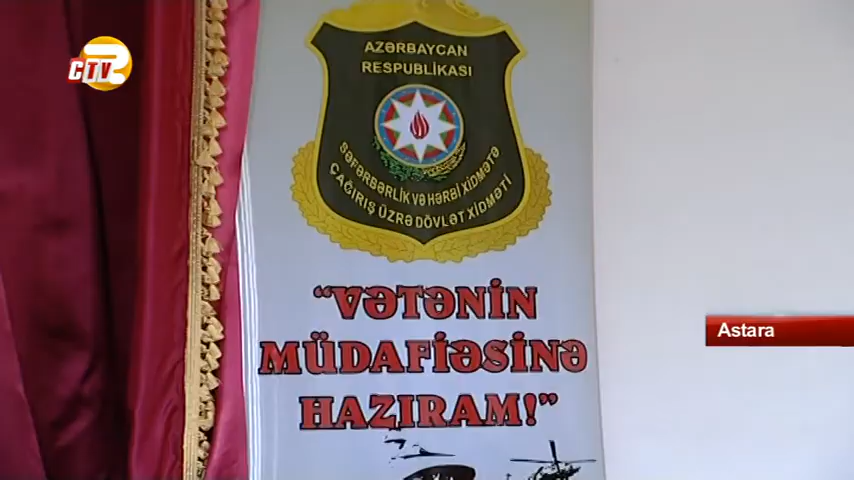 CTV
AZƏRBAYCAN
RESPUBLİKASI
SƏFƏRBƏRLİK VƏ HƏRBİ XİDMƏTƏ
ÇAĞIRIŞ ÜZRƏ DÖVLƏT XİDMƏTİ
"VƏTƏNİN
MÜDAFİƏSİNƏ
HAZIRAM!"
Astara